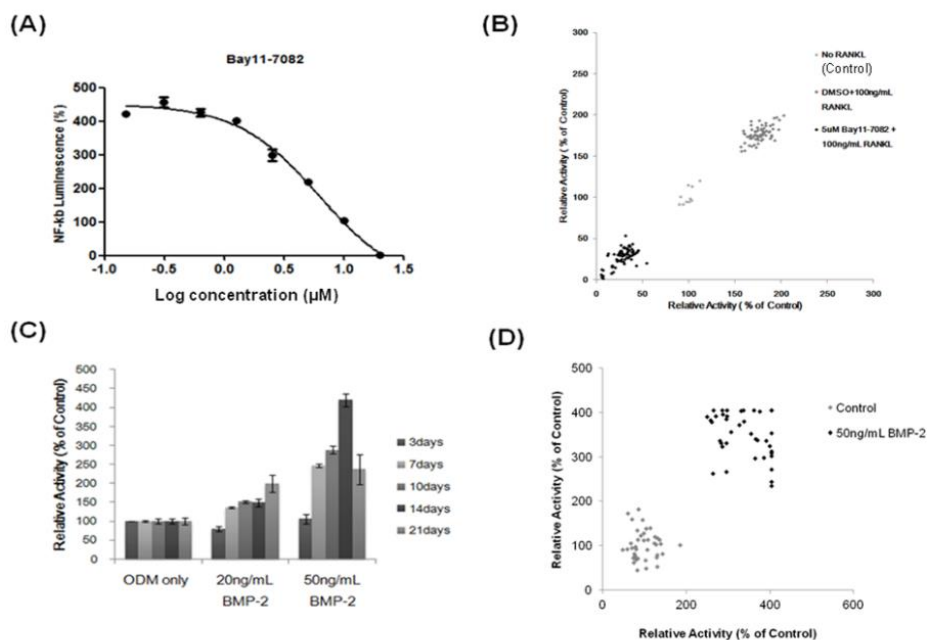 (A)
Bay11-7082
NF-kb Luminescence (%)
500
400
300
200
100
0
-1.0
-0.5
0.0
0.5
1.0
1.5
Log concentration (µM)
(B)
Relative Activity ( % of Control)
300
250
200
150
100
50
0
0
50
100
150
200
250
300
Relative Activity ( % of Control)
No RANKL
(Control)
DMSO+100ng/mL
RANKL
5uM Bay11-7082 +
100ng/mL RANKL
(C)
Relative Activity (% of Control)
500
450
400
350
300
250
200
150
100
50
0
ODM only
20ng/mL
BMP-2
50ng/mL
BMP-2
3days
7days
10days
14days
21days
(D)
Relative Activity (% of Control)
500
400
300
200
100
0
0
200
400
600
Relative Activity (% of Control)
Control
50ng/mL BMP-2